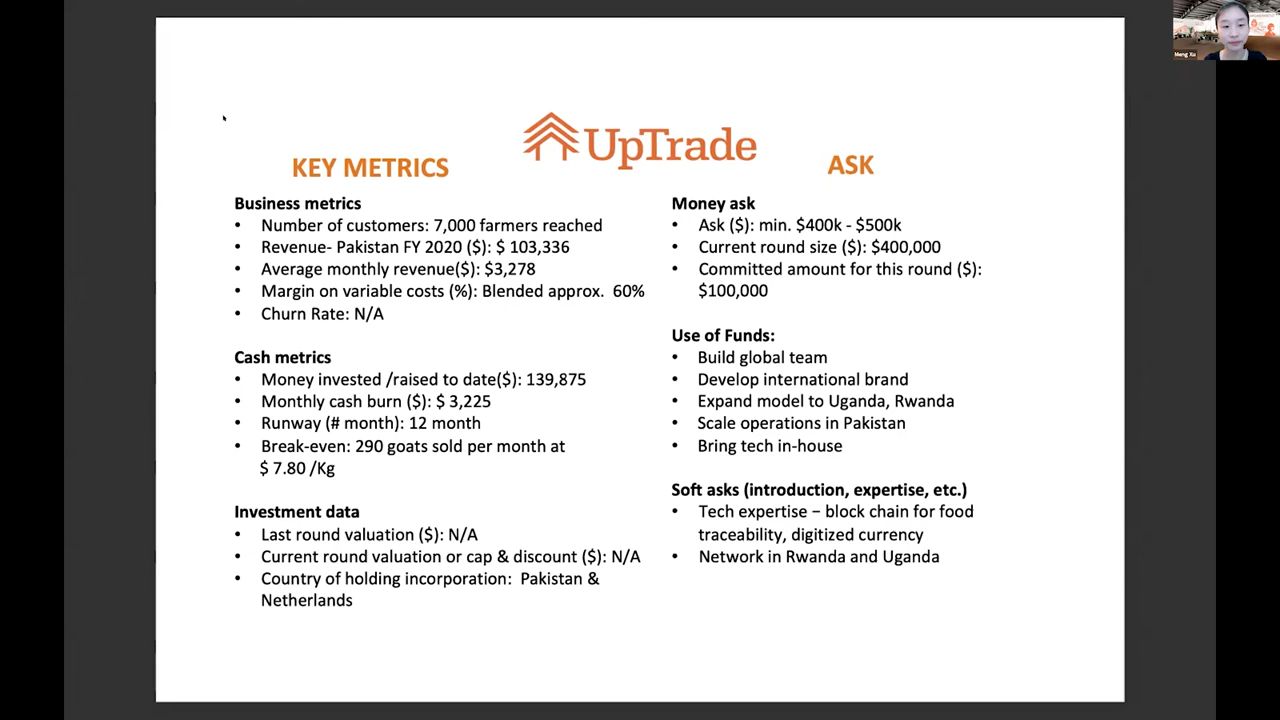 UpTrade
KEY METRICS
Business metrics
• Number of customers: 7,000 farmers reached
• Revenue- Pakistan FY 2020 ($): $ 103,336
• Average monthly revenue($): $3,278
• Margin on variable costs (%): Blended approx. 60%
• Churn Rate: N/A
Cash metrics
• Money invested /raised to date($): 139,875
• Monthly cash burn ($): $ 3,225
• Runway (# month): 12 month
• Break-even: 290 goats sold per month at
$ 7.80 /Kg
Investment data
• Last round valuation ($): N/A
• Current round valuation or cap & discount ($): N/A
• Country of holding incorporation: Pakistan &
Netherlands
ASK
Money ask
• Ask ($): min. $400k - $500k
• Current round size ($): $400,000
• Committed amount for this round ($):
$100,000
Use of Funds:
• Build global team
• Develop international brand
• Expand model to Uganda, Rwanda
• Scale operations in Pakistan
• Bring tech in-house
Soft asks (introduction, expertise, etc.)
• Tech expertise – block chain for food
traceability, digitized currency
• Network in Rwanda and Uganda
Meng Xu